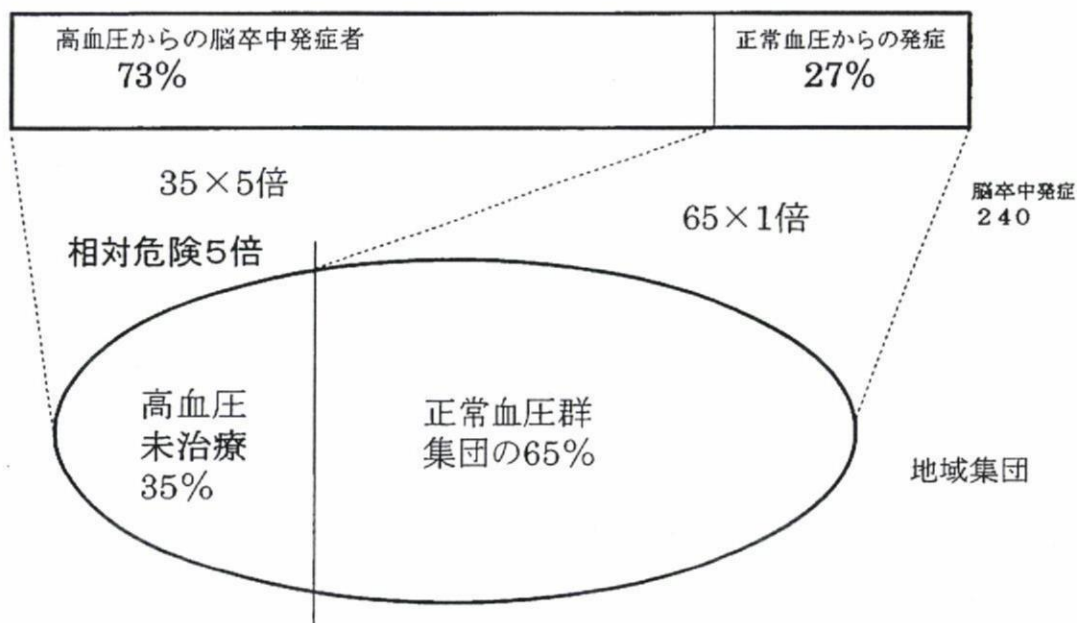 高血圧からの脳卒中発症者
73%
正常血圧からの発症
27%
35×5倍
65×1倍
脳卒中発症
240
相対危険5倍
高血圧
未治療
35%
正常血圧群
集団の65%
地域集団